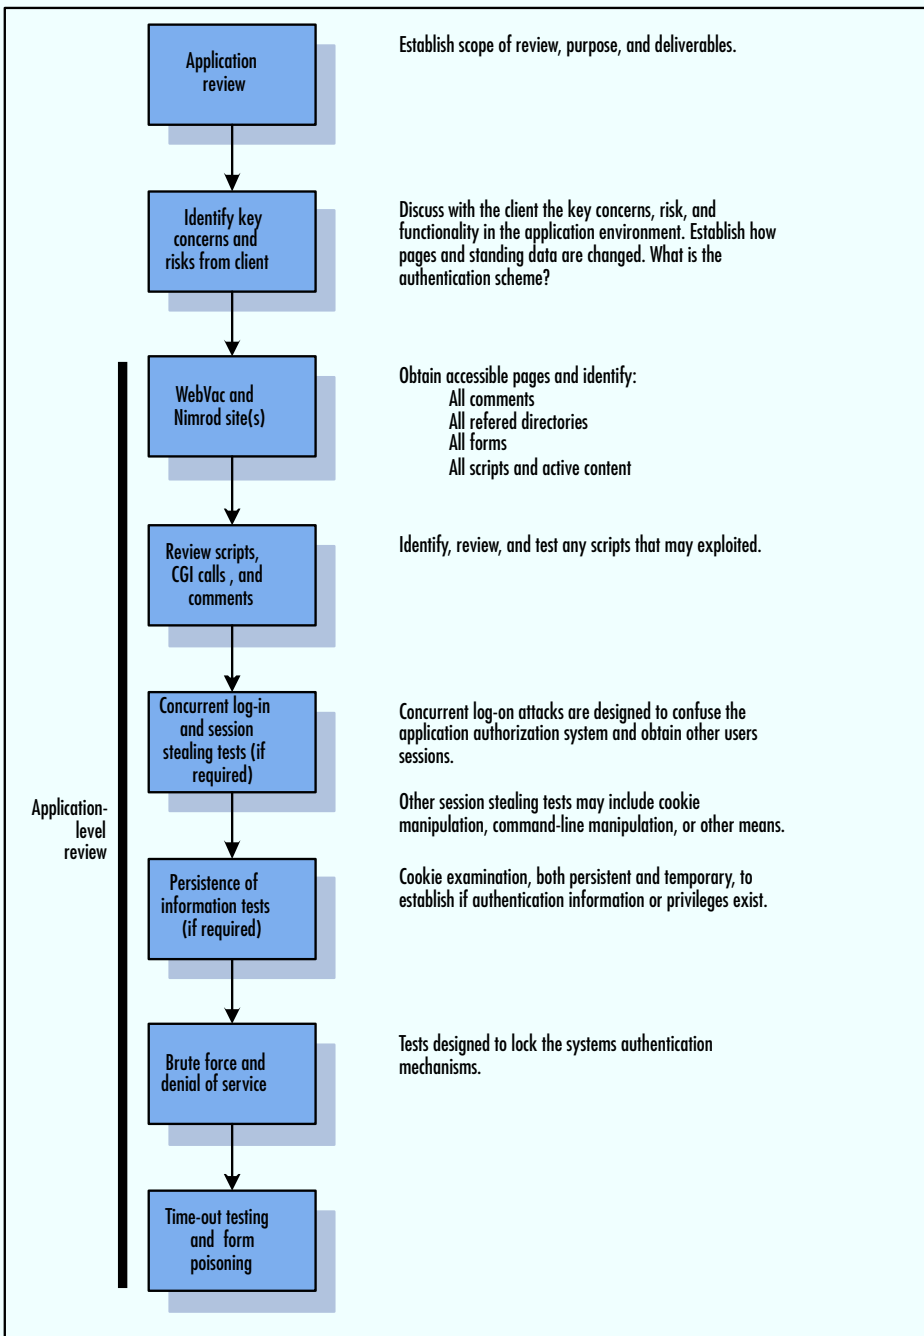 Application
review
Establish scope of review, purpose, and deliverables.
Identify key
concerns and
risks from client
Discuss with the client the key concerns, risk, and
functionality in the application environment. Establish how
pages and standing data are changed. What is the
authentication scheme?
WebVac and
Nimrod site(s)
Obtain accessible pages and identify:
All comments
All refered directories
All forms
All scripts and active content
Review scripts,
CGI calls , and
comments
Identify, review, and test any scripts that may exploited.
Concurrent log-in
and session
stealing tests (if
required)
Concurrent log-on attacks are designed to confuse the
application authorization system and obtain other users
sessions.
Other session stealing tests may include cookie
manipulation, command-line manipulation, or other means.
Application-
level
review
Persistence of
information tests
(if required)
Cookie examination, both persistent and temporary, to
establish if authentication information or privileges exist.
Brute force and
denial of service
Tests designed to lock the systems authentication
mechanisms.
Time-out testing
and form
poisoning